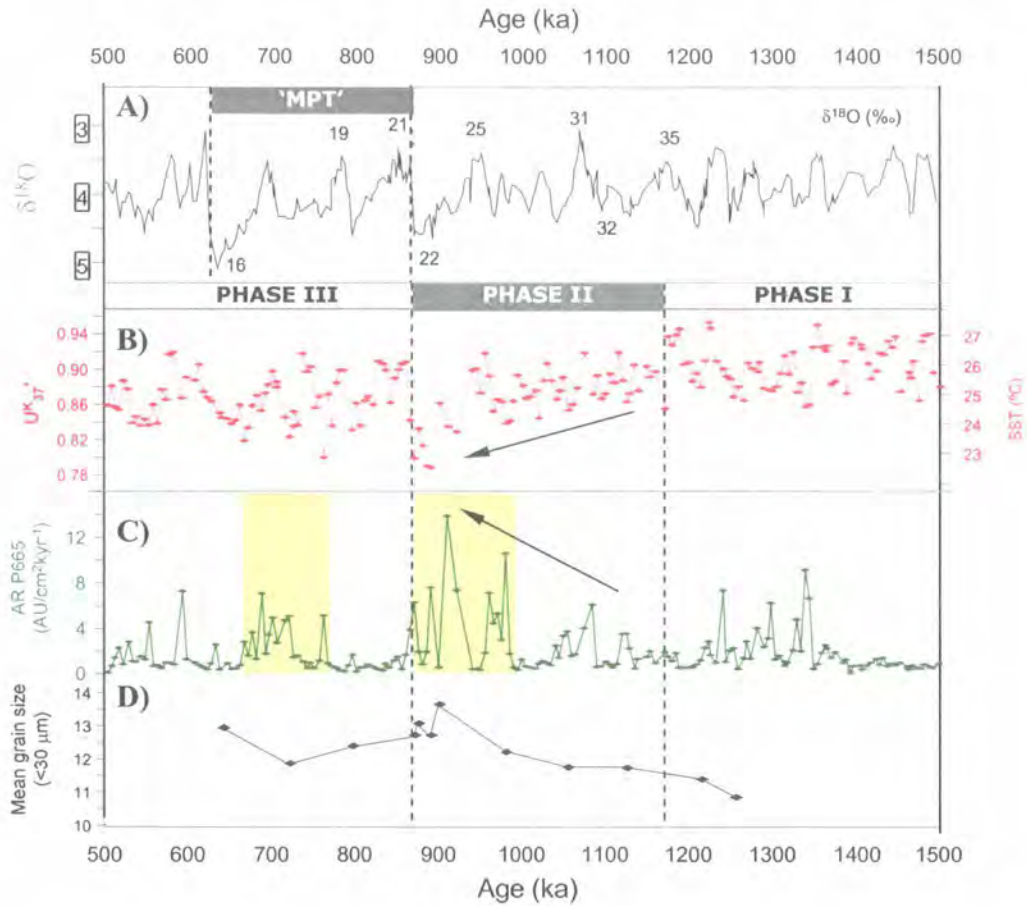 Age (ka)
500 600 700 800 900 1000 1100 1200 1300 1400 1500
A)
'MPT'
19 21 25 31 35
δ¹⁸O (‰)
3
4
5
δ¹⁸O
16 22 32
PHASE III PHASE II PHASE I
B)
0.94
0.90
0.86
0.82
0.78
Uᴷ₃₇'
27
26
25
24
23
SST (ºC)
C)
12
8
4
0
AR P665
(AU/cm²kyr⁻¹)
D)
14
13
12
11
10
Mean grain size
(<30 µm)
500 600 700 800 900 1000 1100 1200 1300 1400 1500
Age (ka)